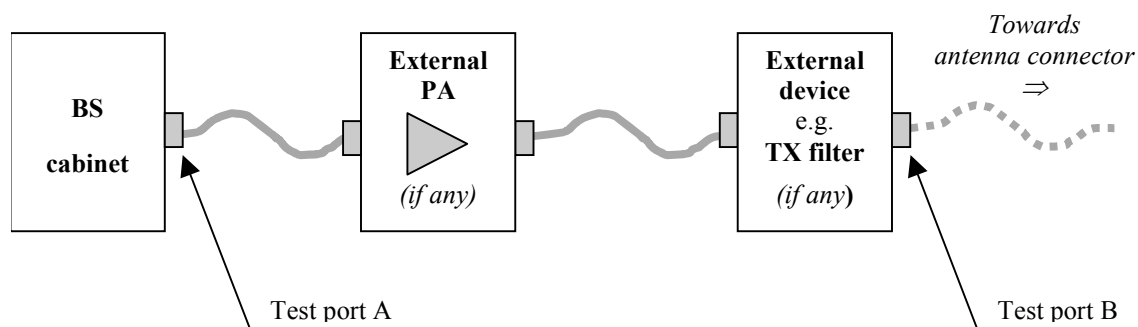 BS
cabinet
External
PA
(if any)
External
device
e.g.
TX filter
(if any)
Towards
antenna connector
⇒
Test port A
Test port B